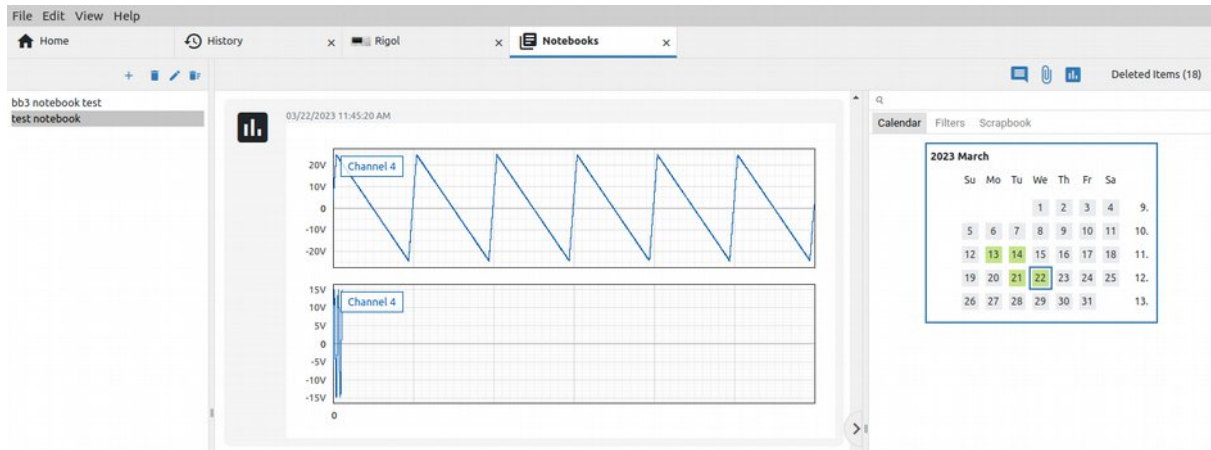 File Edit View Help
Home History x Rigol x Notebooks x
Deleted Items (18)
bb3 notebook test
test notebook
03/22/2023 11:45:20 AM
Channel 4
20V
10V
0
-10V
-20V
Channel 4
15V
10V
5V
0
-5V
-10V
-15V
0
Calendar Filters Scrapbook
2023 March
Su Mo Tu We Th Fr Sa
1 2 3 4 9.
5 6 7 8 9 10 11 10.
12 13 14 15 16 17 18 11.
19 20 21 22 23 24 25 12.
26 27 28 29 30 31 13.